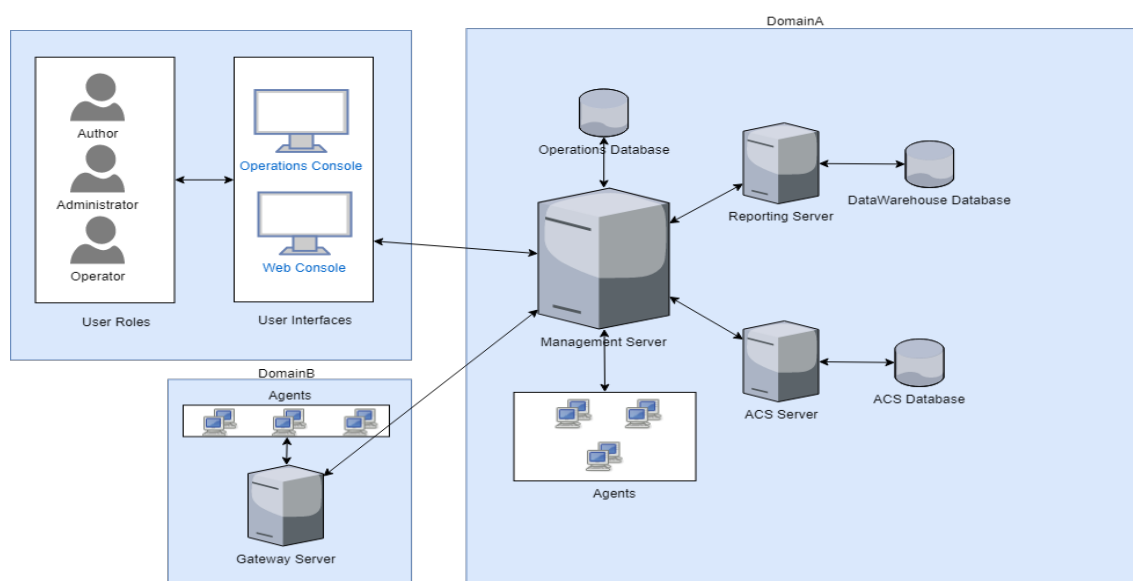 DomainA
Author
Administrator
Operator
User Roles
Operations Console
Web Console
User Interfaces
Operations Database
Reporting Server
DataWarehouse Database
Management Server
ACS Server
ACS Database
Agents
DomainB
Agents
Gateway Server